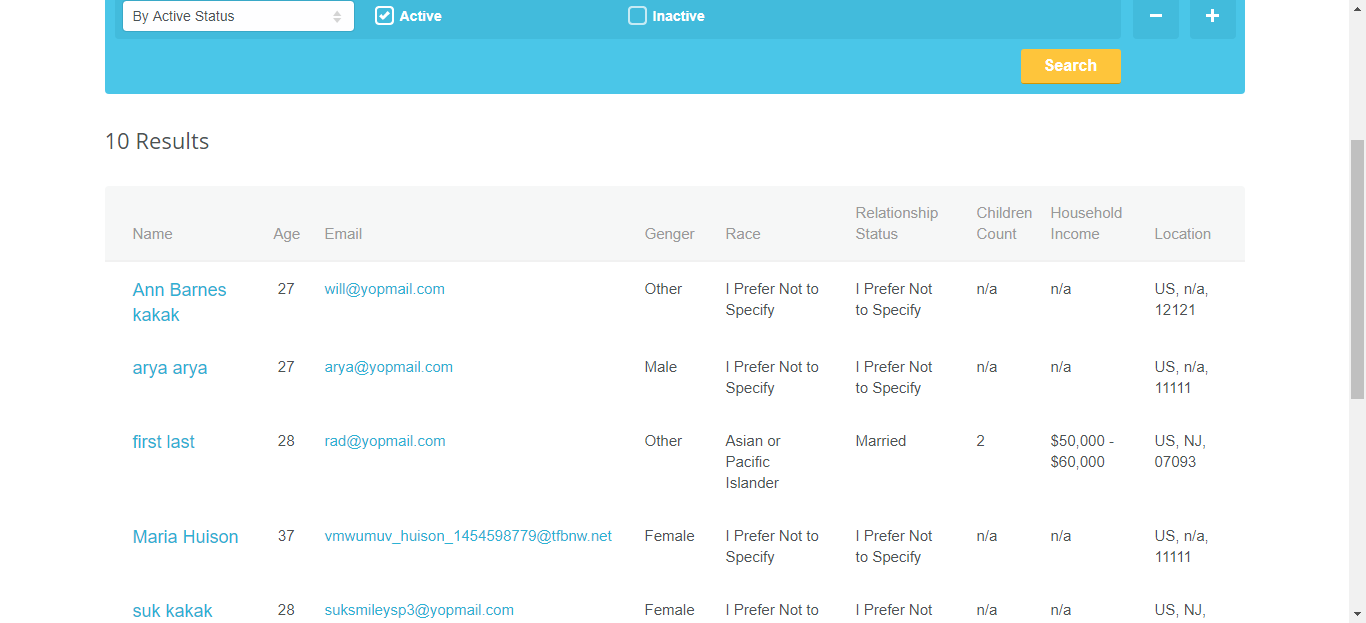 By Active Status Active Inactive − +
Search
10 Results
Relationship Children Household
Name Age Email Genger Race Status Count Income Location
Ann Barnes 27 will@yopmail.com Other I Prefer Not to I Prefer Not n/a n/a US, n/a,
kakak Specify to Specify 12121
arya arya 27 arya@yopmail.com Male I Prefer Not to I Prefer Not n/a n/a US, n/a,
Specify to Specify 11111
first last 28 rad@yopmail.com Other Asian or Married 2 $50,000 - US, NJ,
Pacific $60,000 07093
Islander
Maria Huison 37 vmwumuv_huison_1454598779@tfbnw.net Female I Prefer Not to I Prefer Not n/a n/a US, n/a,
Specify to Specify 11111
suk kakak 28 suksmileysp3@yopmail.com Female I Prefer Not to I Prefer Not n/a n/a US, NJ,